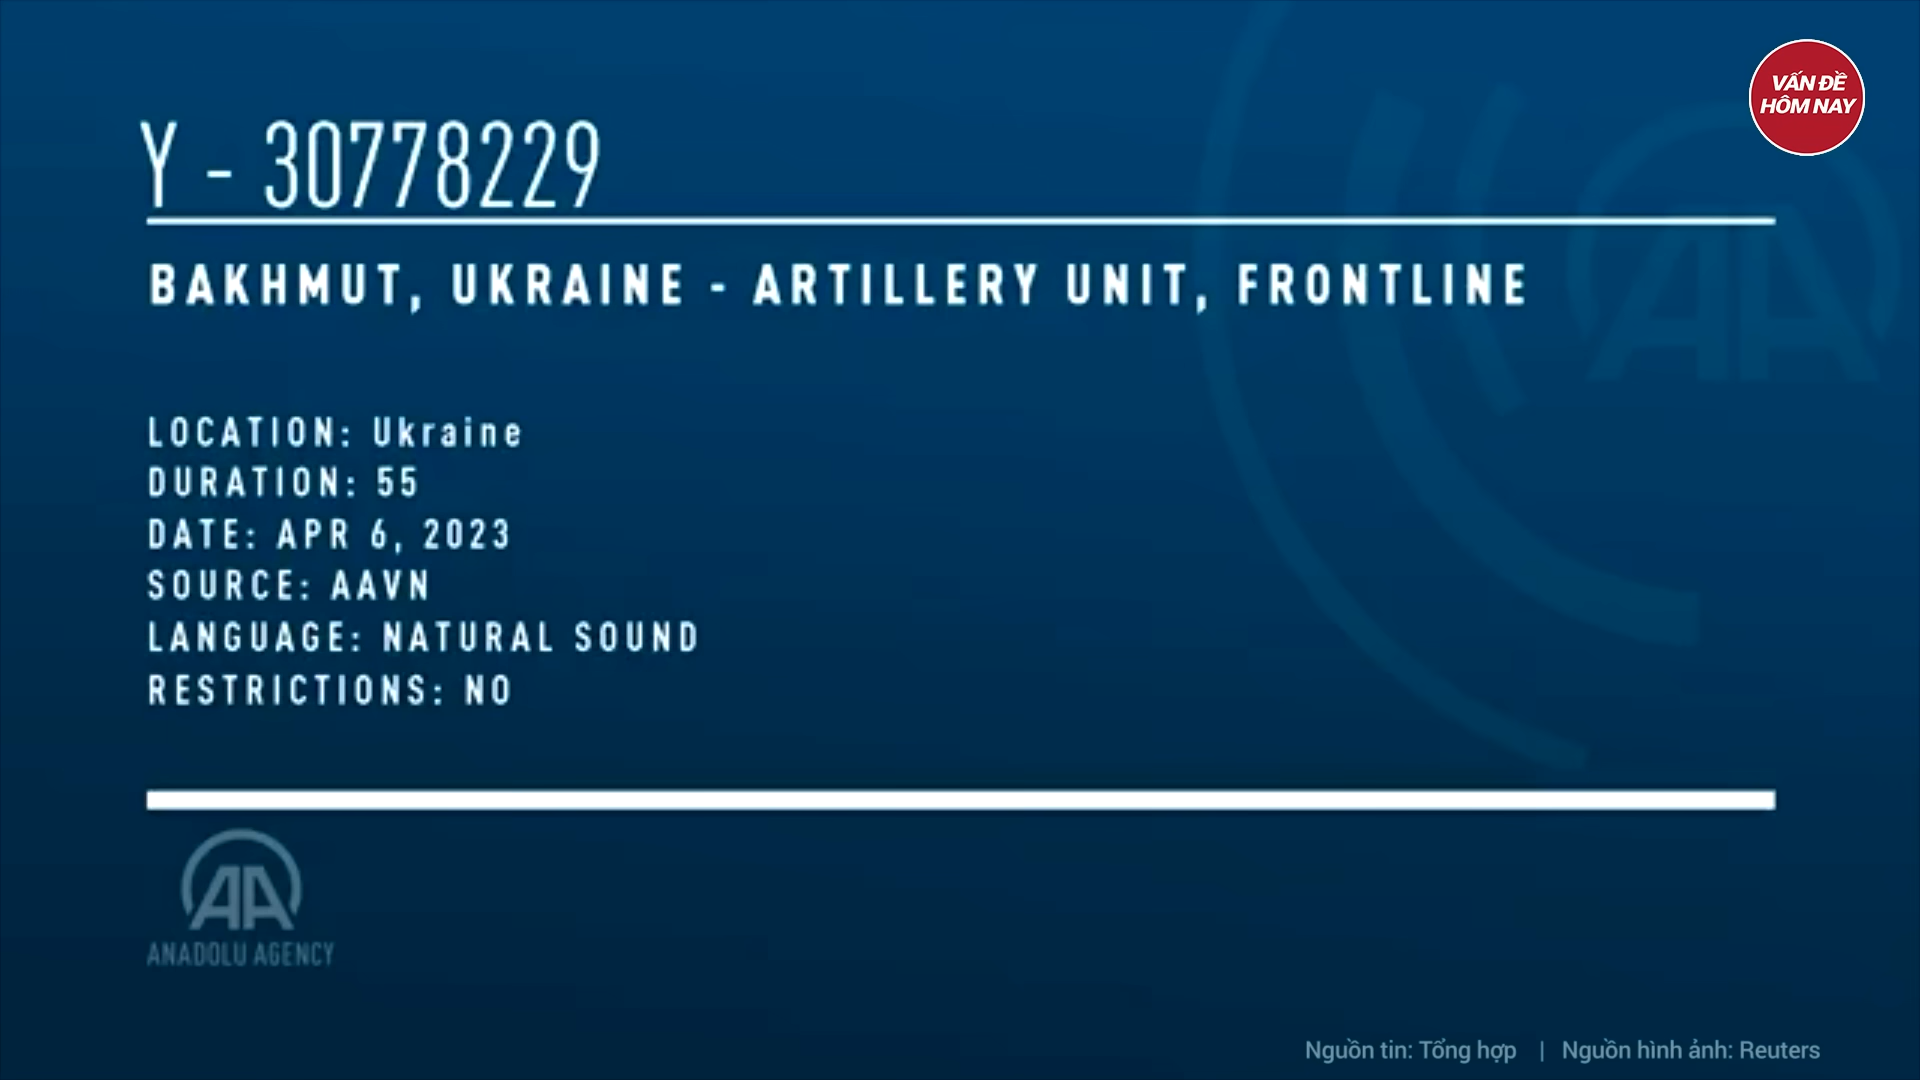 VẤN ĐỀ
HÔM NAY
Y - 30778229
BAKHMUT, UKRAINE - ARTILLERY UNIT, FRONTLINE
LOCATION: Ukraine
DURATION: 55
DATE: APR 6, 2023
SOURCE: AAVN
LANGUAGE: NATURAL SOUND
RESTRICTIONS: NO
AA
AA
ANADOLU AGENCY
Nguồn tin: Tổng hợp | Nguồn hình ảnh: Reuters